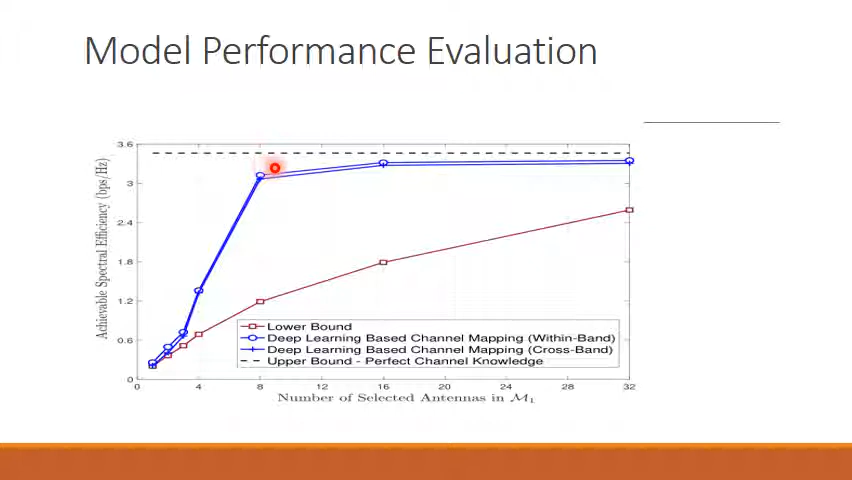 Model Performance Evaluation
3.6
3
2.4
1.8
1.2
0.6
0
Achievable Spectral Efficiency (bps/Hz)
Lower Bound
Deep Learning Based Channel Mapping (Within-Band)
Deep Learning Based Channel Mapping (Cross-Band)
Upper Bound - Perfect Channel Knowledge
0 4 8 12 16 20 24 28 32
Number of Selected Antennas in ℳ₁